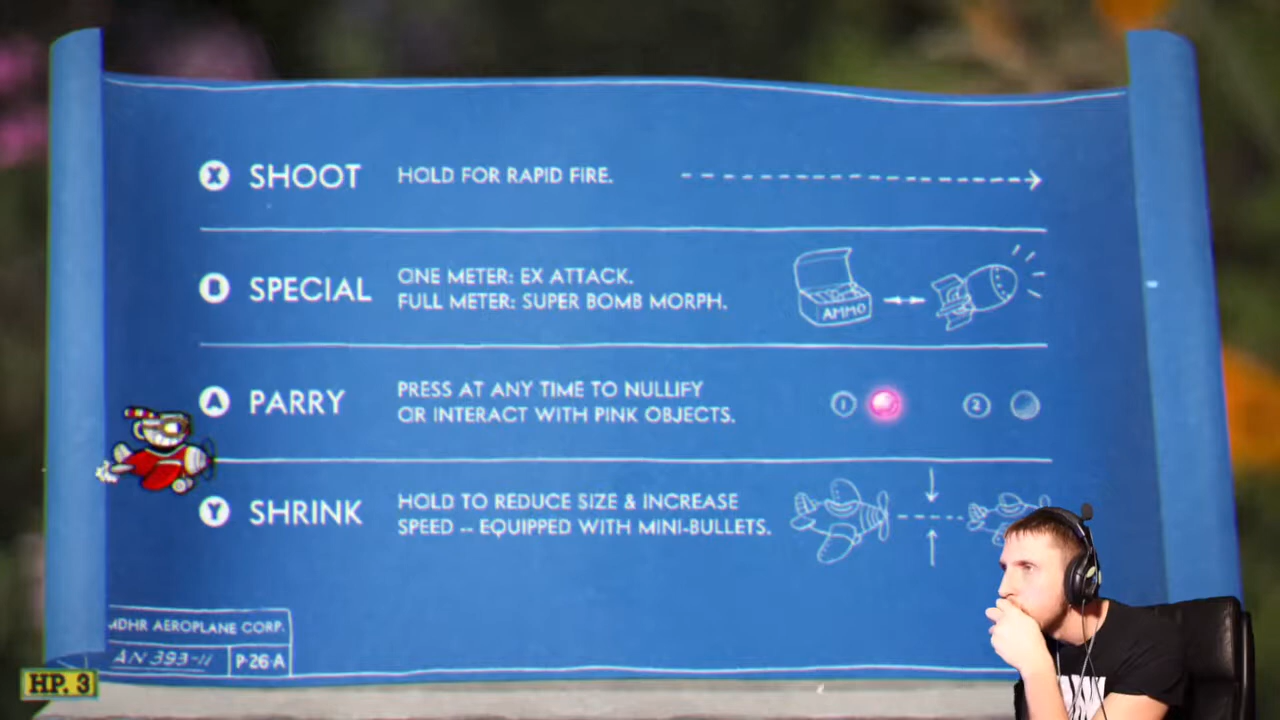 X SHOOT HOLD FOR RAPID FIRE.
B SPECIAL ONE METER: EX ATTACK.
FULL METER: SUPER BOMB MORPH.
AMMO
A PARRY PRESS AT ANY TIME TO NULLIFY
OR INTERACT WITH PINK OBJECTS.
1 2
Y SHRINK HOLD TO REDUCE SIZE & INCREASE
SPEED -- EQUIPPED WITH MINI-BULLETS.
MDHR AEROPLANE CORP.
AN 393-11 P-26-A
HP. 3